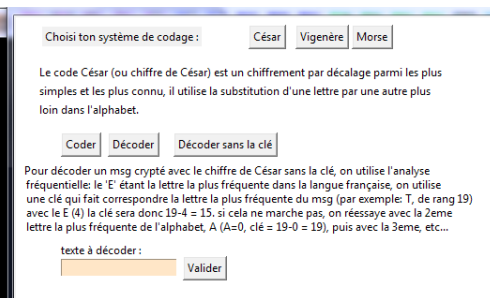 Choisi ton système de codage : César Vigenère Morse
Le code César (ou chiffre de César) est un chiffrement par décalage parmi les plus
simples et les plus connu, il utilise la substitution d'une lettre par une autre plus
loin dans l'alphabet.
Coder Décoder Décoder sans la clé
Pour décoder un msg crypté avec le chiffre de César sans la clé, on utilise l'analyse
fréquentielle: le 'E' étant la lettre la plus fréquente dans la langue française, on utilise
une clé qui fait correspondre la lettre la plus fréquente du msg (par exemple: T, de rang 19)
avec le E (4) la clé sera donc 19-4 = 15. si cela ne marche pas, on réessaye avec la 2eme
lettre la plus fréquente de l'alphabet, A (A=0, clé = 19-0 = 19), puis avec la 3eme, etc...
texte à décoder :
Valider